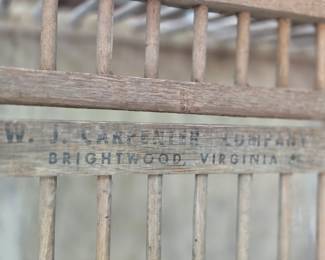 W. J. CARPENTER COMPANY
BRIGHTWOOD, VIRGINIA